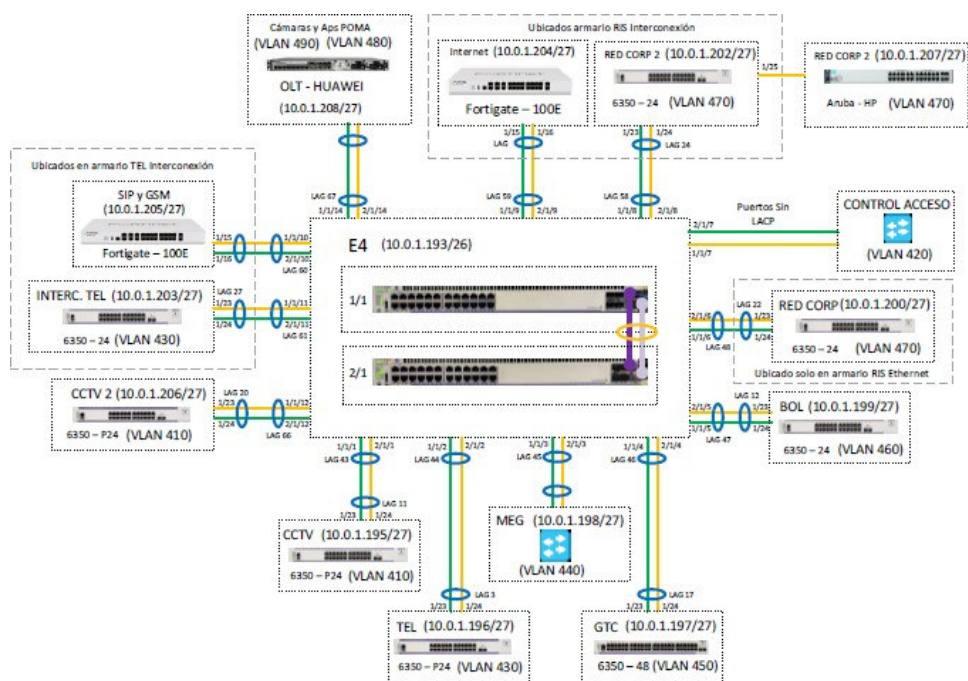 Cámaras y Aps POMA
(VLAN 490) (VLAN 480)
OLT - HUAWEI
(10.0.1.208/27)
LAG 67
1/1/14 2/1/14
Ubicados armario RIS Interconexión
Internet (10.0.1.204/27)
Fortigate – 100E
1/15 1/16
LAG
LAG 59
1/1/9 2/1/9
RED CORP 2 (10.0.1.202/27)
6350 - 24 (VLAN 470)
1/23 1/24
LAG 24
LAG 58
1/1/8 2/1/8
1/25
RED CORP 2 (10.0.1.207/27)
Aruba - HP (VLAN 470)
Ubicados en armario TEL Interconexión
SIP y GSM
(10.0.1.205/27)
Fortigate – 100E
1/15
1/16
1/1/10
2/1/10
LAG 60
INTERC. TEL (10.0.1.203/27)
6350 – 24 (VLAN 430)
LAG 27
1/23
1/24
1/1/11
2/1/11
LAG 61
CCTV 2 (10.0.1.206/27)
6350 – P24 (VLAN 410)
LAG 20
1/23
1/24
1/1/12
2/1/12
LAG 66
E4 (10.0.1.193/26)
1/1
2/1
Puertos Sin
LACP
2/1/7
1/1/7
CONTROL ACCESO
(VLAN 420)
2/1/6
1/1/6
LAG 48
LAG 22
1/23
1/24
RED CORP (10.0.1.200/27)
6350 – 24 (VLAN 470)
Ubicado solo en armario RIS Ethernet
2/1/5
1/1/5
LAG 47
LAG 12
1/23
1/24
BOL (10.0.1.199/27)
6350 – 24 (VLAN 460)
1/1/1 2/1/1
LAG 43
LAG 11
1/23 1/24
CCTV (10.0.1.195/27)
6350 – P24 (VLAN 410)
1/1/2 2/1/2
LAG 44
LAG 3
1/23 1/24
TEL (10.0.1.196/27)
6350 – P24 (VLAN 430)
1/1/3 2/1/3
LAG 45
MEG (10.0.1.198/27)
(VLAN 440)
1/1/4 2/1/4
LAG 46
LAG 17
1/23 1/24
GTC (10.0.1.197/27)
6350 – 48 (VLAN 450)